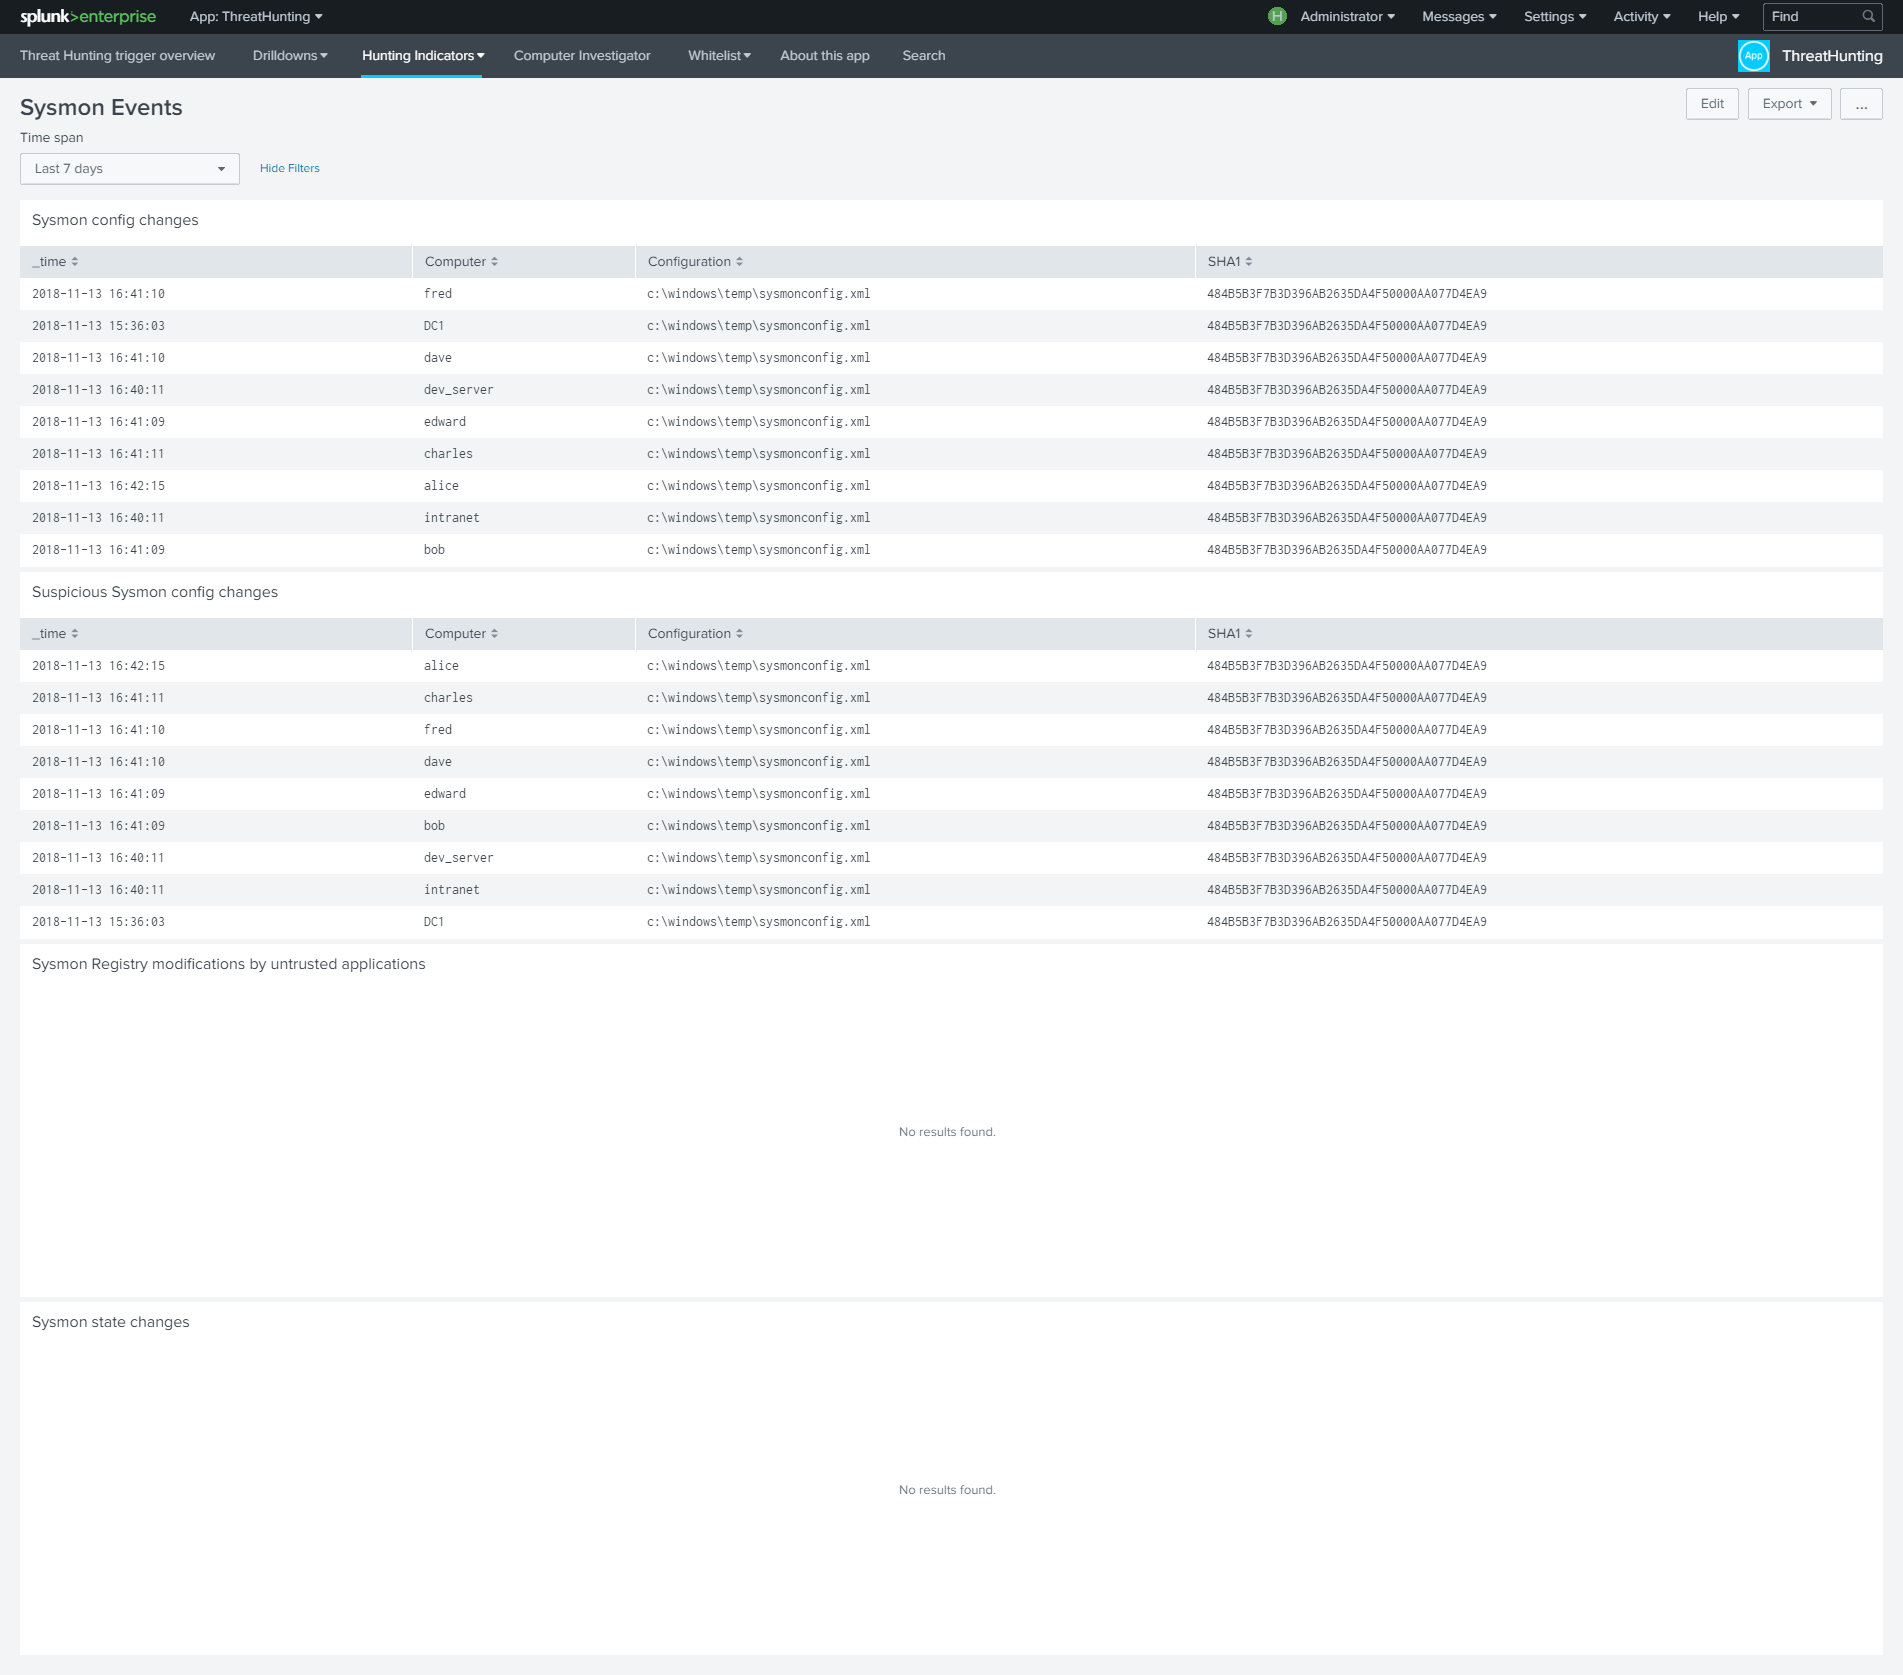 splunk>enterprise App: ThreatHunting H Administrator Messages Settings Activity Help Find
Threat Hunting trigger overview Drilldowns Hunting Indicators Computer Investigator Whitelist About this app Search App ThreatHunting
Sysmon Events Edit Export ...
Time span
Last 7 days Hide Filters
Sysmon config changes
_time Computer Configuration SHA1
2018-11-13 16:41:10 fred c:\windows\temp\sysmonconfig.xml 484B5B3F7B3D396AB2635DA4F50000AA077D4EA9
2018-11-13 15:36:03 DC1 c:\windows\temp\sysmonconfig.xml 484B5B3F7B3D396AB2635DA4F50000AA077D4EA9
2018-11-13 16:41:10 dave c:\windows\temp\sysmonconfig.xml 484B5B3F7B3D396AB2635DA4F50000AA077D4EA9
2018-11-13 16:40:11 dev_server c:\windows\temp\sysmonconfig.xml 484B5B3F7B3D396AB2635DA4F50000AA077D4EA9
2018-11-13 16:41:09 edward c:\windows\temp\sysmonconfig.xml 484B5B3F7B3D396AB2635DA4F50000AA077D4EA9
2018-11-13 16:41:11 charles c:\windows\temp\sysmonconfig.xml 484B5B3F7B3D396AB2635DA4F50000AA077D4EA9
2018-11-13 16:42:15 alice c:\windows\temp\sysmonconfig.xml 484B5B3F7B3D396AB2635DA4F50000AA077D4EA9
2018-11-13 16:40:11 intranet c:\windows\temp\sysmonconfig.xml 484B5B3F7B3D396AB2635DA4F50000AA077D4EA9
2018-11-13 16:41:09 bob c:\windows\temp\sysmonconfig.xml 484B5B3F7B3D396AB2635DA4F50000AA077D4EA9
Suspicious Sysmon config changes
_time Computer Configuration SHA1
2018-11-13 16:42:15 alice c:\windows\temp\sysmonconfig.xml 484B5B3F7B3D396AB2635DA4F50000AA077D4EA9
2018-11-13 16:41:11 charles c:\windows\temp\sysmonconfig.xml 484B5B3F7B3D396AB2635DA4F50000AA077D4EA9
2018-11-13 16:41:10 fred c:\windows\temp\sysmonconfig.xml 484B5B3F7B3D396AB2635DA4F50000AA077D4EA9
2018-11-13 16:41:10 dave c:\windows\temp\sysmonconfig.xml 484B5B3F7B3D396AB2635DA4F50000AA077D4EA9
2018-11-13 16:41:09 edward c:\windows\temp\sysmonconfig.xml 484B5B3F7B3D396AB2635DA4F50000AA077D4EA9
2018-11-13 16:41:09 bob c:\windows\temp\sysmonconfig.xml 484B5B3F7B3D396AB2635DA4F50000AA077D4EA9
2018-11-13 16:40:11 dev_server c:\windows\temp\sysmonconfig.xml 484B5B3F7B3D396AB2635DA4F50000AA077D4EA9
2018-11-13 16:40:11 intranet c:\windows\temp\sysmonconfig.xml 484B5B3F7B3D396AB2635DA4F50000AA077D4EA9
2018-11-13 15:36:03 DC1 c:\windows\temp\sysmonconfig.xml 484B5B3F7B3D396AB2635DA4F50000AA077D4EA9
Sysmon Registry modifications by untrusted applications
No results found.
Sysmon state changes
No results found.